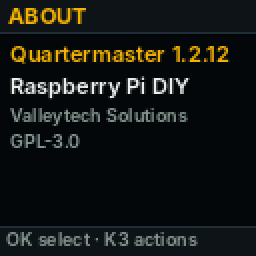 ABOUT
Quartermaster 1.2.12
Raspberry Pi DIY
Valleytech Solutions
GPL-3.0
OK select · K3 actions